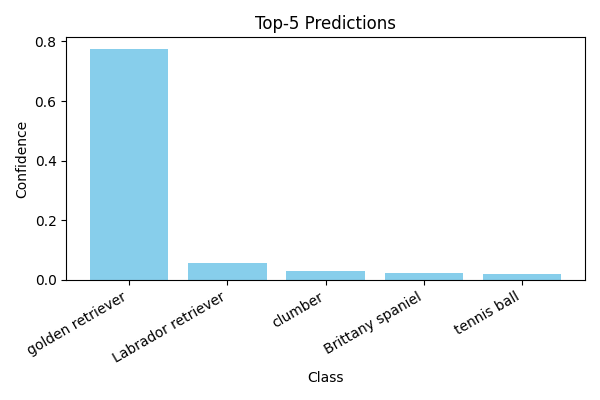 Top-5 Predictions
Confidence
0.8
0.6
0.4
0.2
0.0
golden retriever
Labrador retriever
clumber
Brittany spaniel
tennis ball
Class